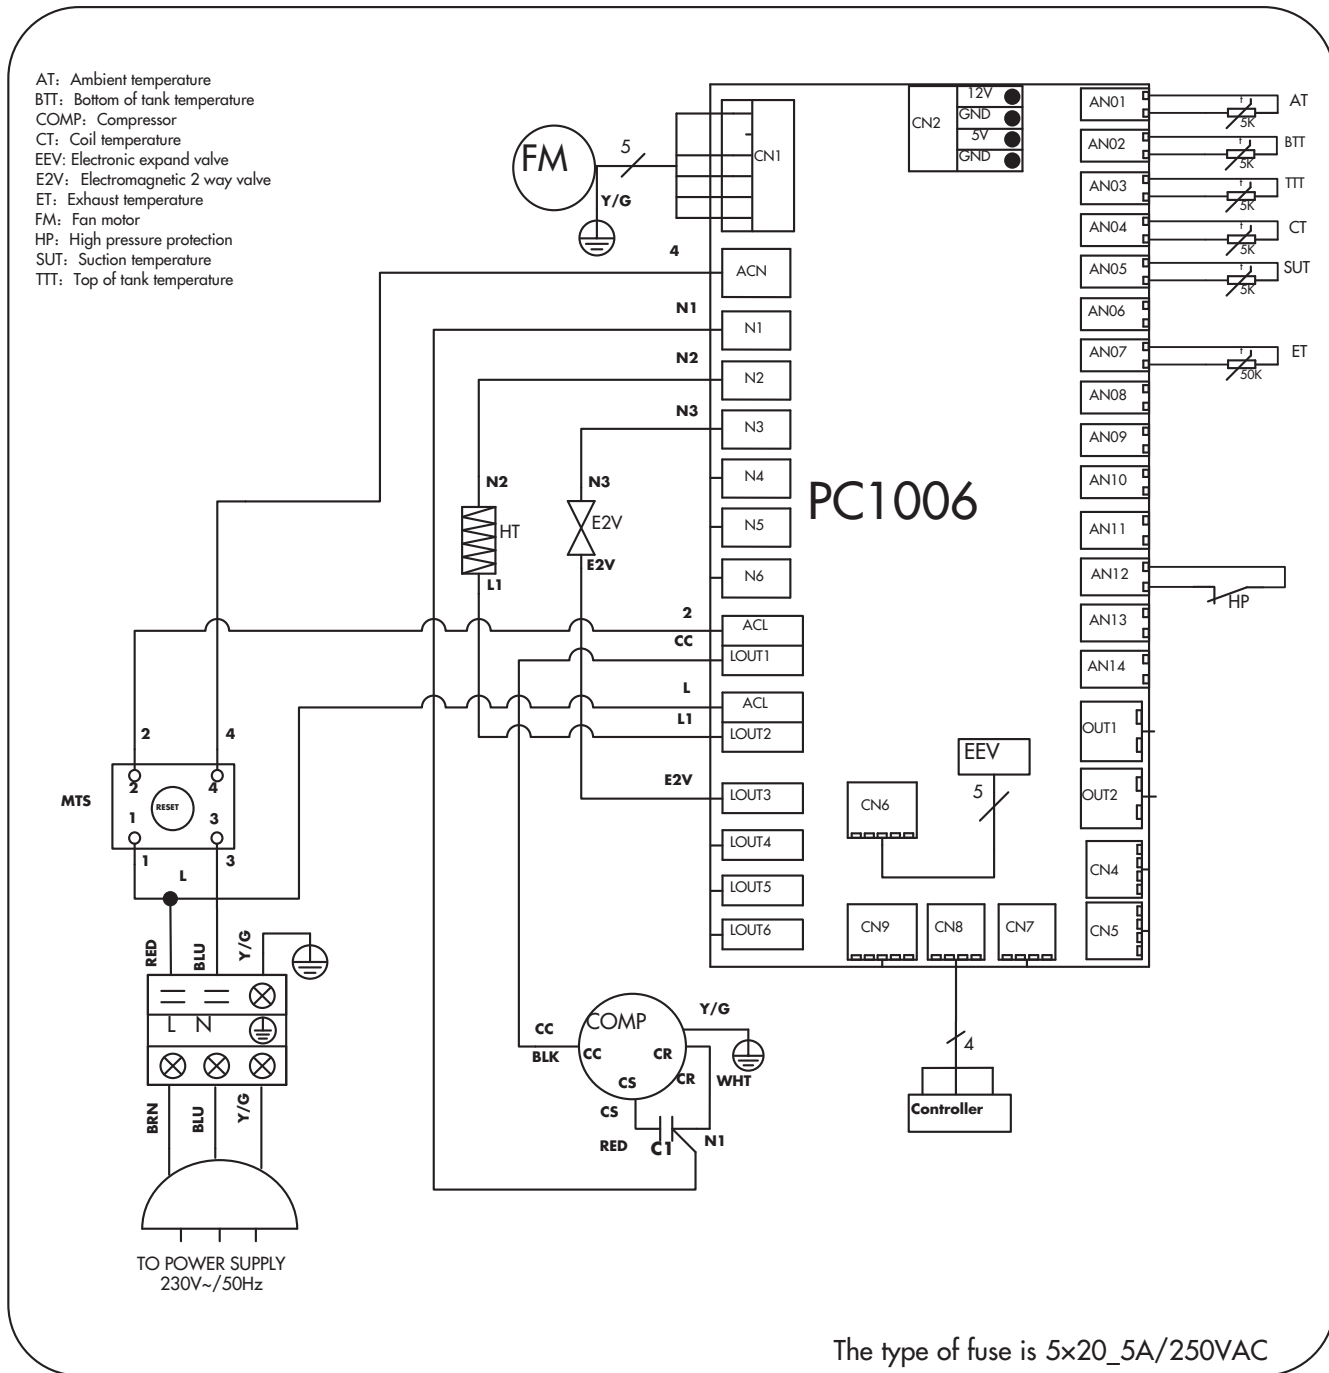 AT: Ambient temperature
BTT: Bottom of tank temperature
COMP: Compressor
CT: Coil temperature
EEV: Electronic expand valve
E2V: Electromagnetic 2 way valve
ET: Exhaust temperature
FM: Fan motor
HP: High pressure protection
SUT: Suction temperature
TTT: Top of tank temperature
FM
5
Y/G
CN1
CN2
12V
GND
5V
GND
AN01
t
5K
AT
AN02
t
5K
BTT
AN03
t
5K
TTT
AN04
t
5K
CT
AN05
t
5K
SUT
AN06
AN07
t
50K
ET
AN08
AN09
AN10
AN11
AN12
HP
AN13
AN14
OUT1
OUT2
CN4
CN5
4
ACN
N1
N1
N2
N2
N3
N3
N4
N5
N6
PC1006
N2
HT
L1
N3
E2V
E2V
2
ACL
CC
LOUT1
L
ACL
L1
LOUT2
E2V
LOUT3
LOUT4
LOUT5
LOUT6
EEV
5
CN6
CN9
CN8
CN7
4
Controller
2
4
MTS
2
4
RESET
1
3
1
3
L
RED
BLU
Y/G
L
N
BRN
BLU
Y/G
TO POWER SUPPLY
230V~/50Hz
COMP
Y/G
CC
BLK
CC
CR
CS
CR
WHT
CS
RED
C1
N1
The type of fuse is 5×20_5A/250VAC